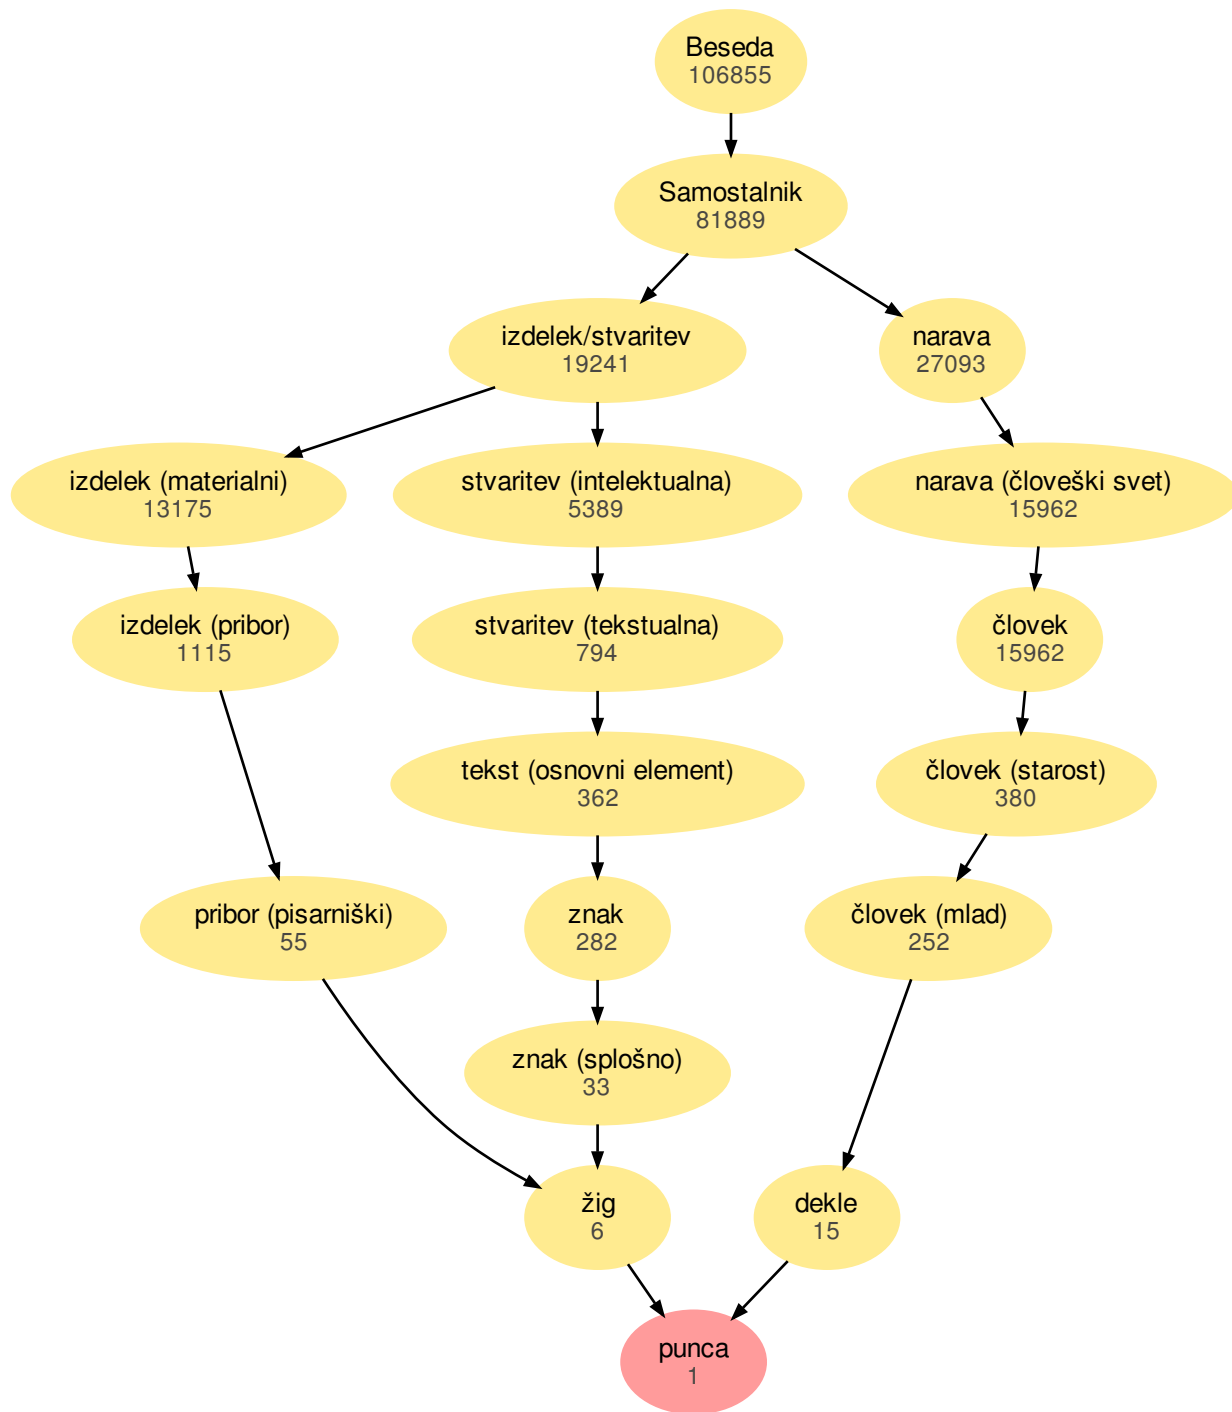 Beseda
106855
Samostalnik
81889
izdelek/stvaritev
19241
narava
27093
izdelek (materialni)
13175
stvaritev (intelektualna)
5389
narava (človeški svet)
15962
izdelek (pribor)
1115
stvaritev (tekstualna)
794
človek
15962
tekst (osnovni element)
362
človek (starost)
380
pribor (pisarniški)
55
znak
282
človek (mlad)
252
znak (splošno)
33
žig
6
dekle
15
punca
1